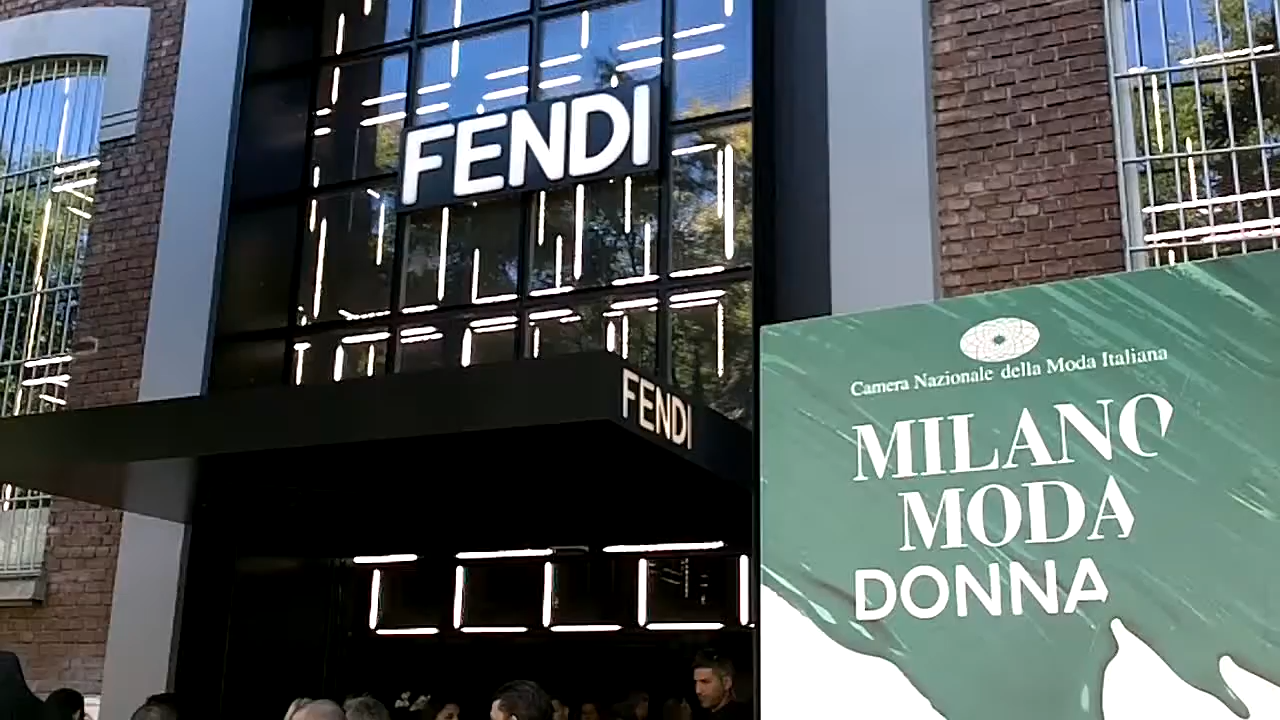 FENDI
FENDI
Camera Nazionale della Moda Italiana
MILANO
MODA
DONNA